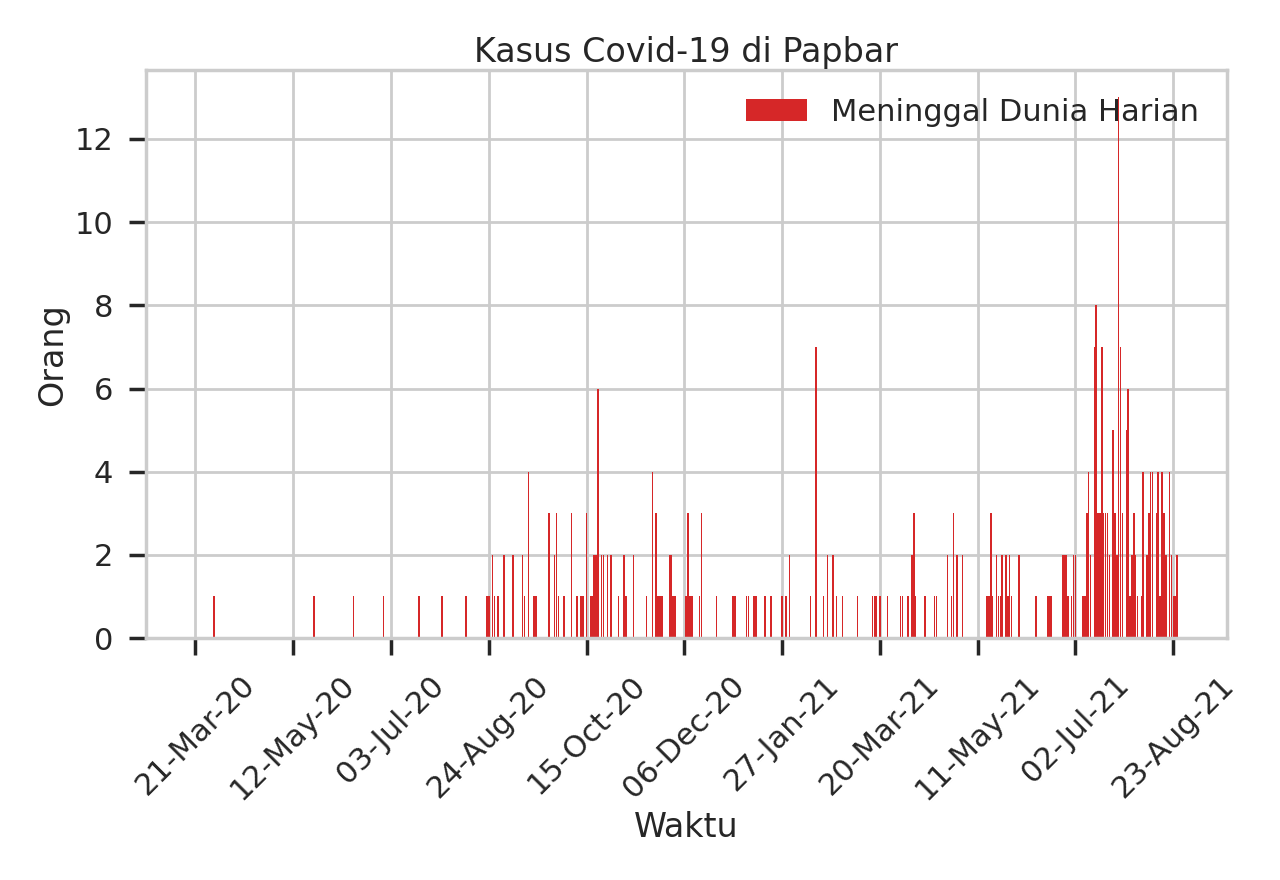 Kasus Covid-19 di Papbar
Meninggal Dunia Harian
12
10
8
6
4
2
0
Orang
21-Mar-20
12-May-20
03-Jul-20
24-Aug-20
15-Oct-20
06-Dec-20
27-Jan-21
20-Mar-21
11-May-21
02-Jul-21
23-Aug-21
Waktu